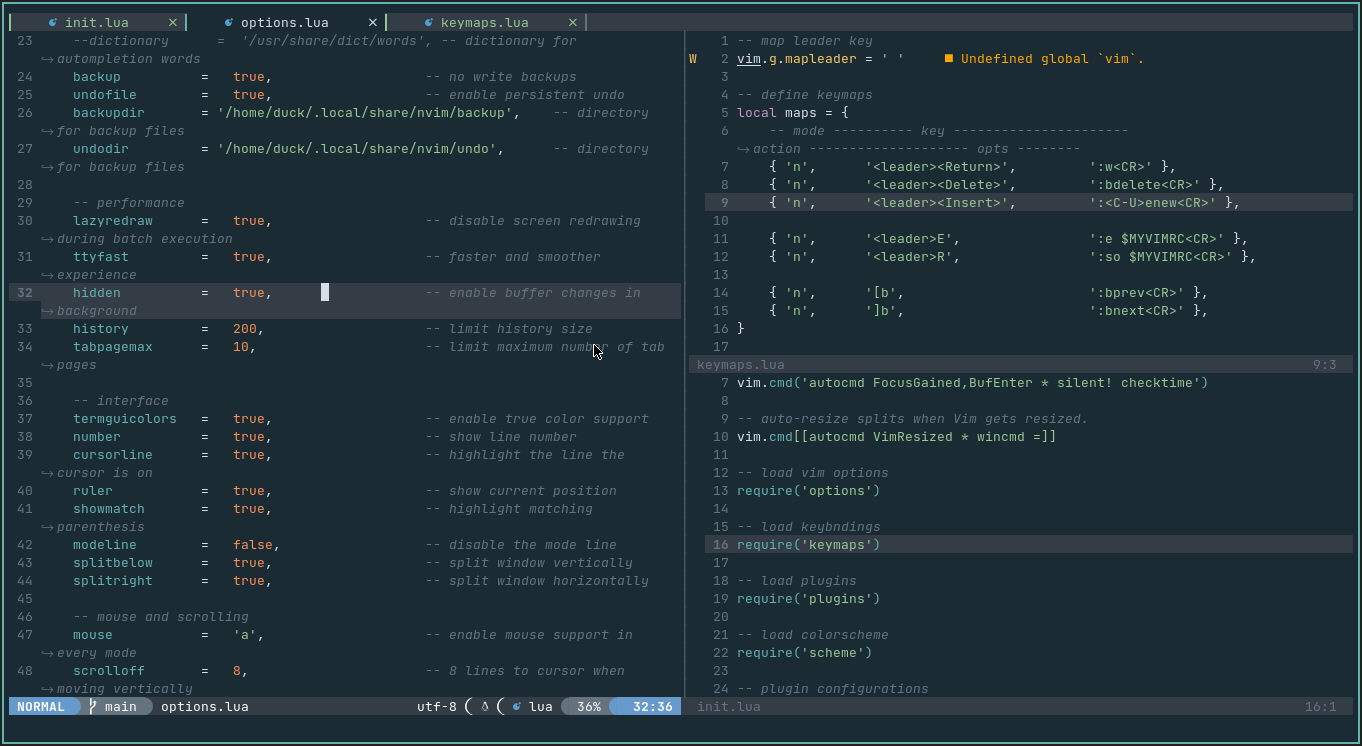 init.lua × options.lua × keymaps.lua ×
23 --dictionary = '/usr/share/dict/words', -- dictionary for
↪autompletion words
24 backup = true, -- no write backups
25 undofile = true, -- enable persistent undo
26 backupdir = '/home/duck/.local/share/nvim/backup', -- directory
↪for backup files
27 undodir = '/home/duck/.local/share/nvim/undo', -- directory
↪for backup files
28
29 -- performance
30 lazyredraw = true, -- disable screen redrawing
↪during batch execution
31 ttyfast = true, -- faster and smoother
↪experience
32 hidden = true, -- enable buffer changes in
↪background
33 history = 200, -- limit history size
34 tabpagemax = 10, -- limit maximum number of tab
↪pages
35
36 -- interface
37 termguicolors = true, -- enable true color support
38 number = true, -- show line number
39 cursorline = true, -- highlight the line the
↪cursor is on
40 ruler = true, -- show current position
41 showmatch = true, -- highlight matching
↪parenthesis
42 modeline = false, -- disable the mode line
43 splitbelow = true, -- split window vertically
44 splitright = true, -- split window horizontally
45
46 -- mouse and scrolling
47 mouse = 'a', -- enable mouse support in
↪every mode
48 scrolloff = 8, -- 8 lines to cursor when
↪moving vertically
NORMAL main options.lua utf-8 lua 36% 32:36
1 -- map leader key
W 2 vim.g.mapleader = ' ' ■ Undefined global `vim`.
3
4 -- define keymaps
5 local maps = {
6 -- mode ---------- key ----------------------
↪action -------------------- opts --------
7 { 'n', '<leader><Return>', ':w<CR>' },
8 { 'n', '<leader><Delete>', ':bdelete<CR>' },
9 { 'n', '<leader><Insert>', ':<C-U>enew<CR>' },
10
11 { 'n', '<leader>E', ':e $MYVIMRC<CR>' },
12 { 'n', '<leader>R', ':so $MYVIMRC<CR>' },
13
14 { 'n', '[b', ':bprev<CR>' },
15 { 'n', ']b', ':bnext<CR>' },
16 }
17
keymaps.lua 9:3
7 vim.cmd('autocmd FocusGained,BufEnter * silent! checktime')
8
9 -- auto-resize splits when Vim gets resized.
10 vim.cmd[[autocmd VimResized * wincmd =]]
11
12 -- load vim options
13 require('options')
14
15 -- load keybndings
16 require('keymaps')
17
18 -- load plugins
19 require('plugins')
20
21 -- load colorscheme
22 require('scheme')
23
24 -- plugin configurations
init.lua 16:1